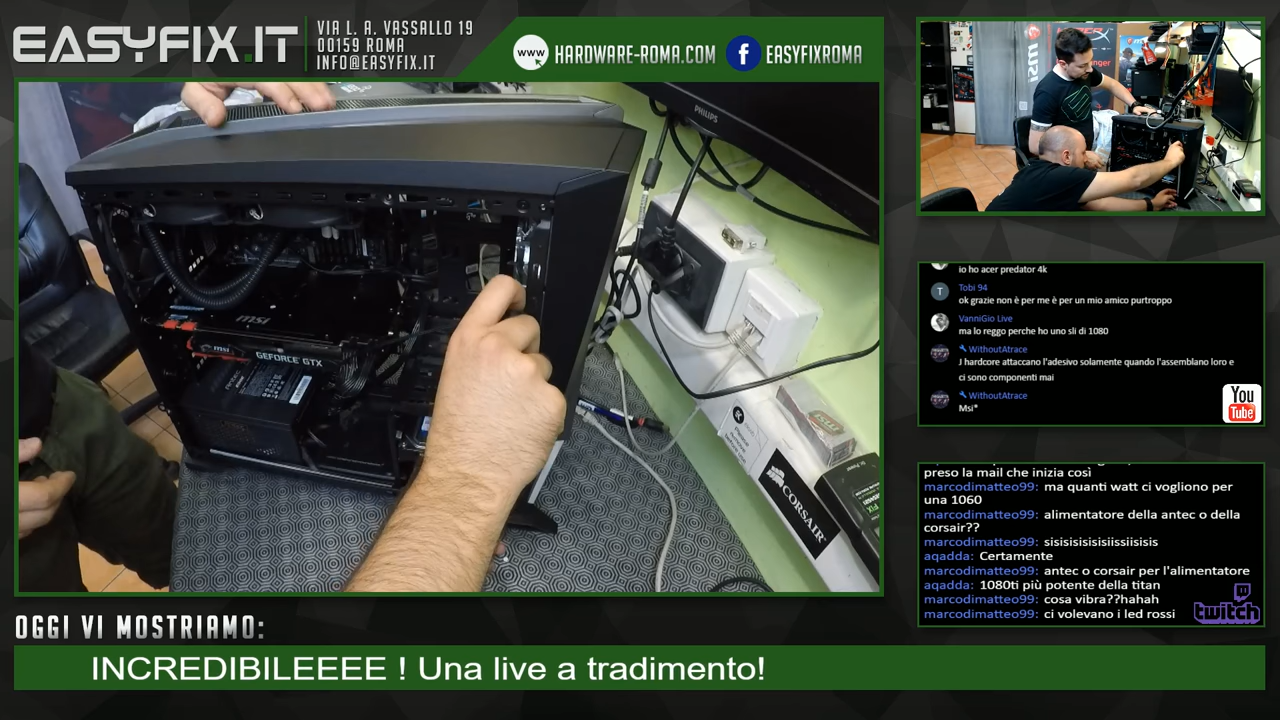 EASYFIX.IT
VIA L. A. VASSALLO 19
00159 ROMA
INFO@EASYFIX.IT
WWW
HARDWARE-ROMA.COM
f
EASYFIXROMA
PHILIPS
msi
msi
GEFORCE GTX
CORSAIR
io ho acer predator 4k
T
Tobi 94
ok grazie non è per me è per un mio amico purtroppo
VanniGio Live
ma lo reggo perche ho uno sli di 1080
WithoutAtrace
J hardcore attaccano l'adesivo solamente quando l'assemblano loro e
ci sono componenti mai
WithoutAtrace
Msi*
You
Tube
preso la mail che inizia così
marcodimatteo99: ma quanti watt ci vogliono per
una 1060
marcodimatteo99: alimentatore della antec o della
corsair??
marcodimatteo99: sisisisisisiissiisisis
aqadda: Certamente
marcodimatteo99: antec o corsair per l'alimentatore
aqadda: 1080ti più potente della titan
marcodimatteo99: cosa vibra??hahah
marcodimatteo99: ci volevano i led rossi
twitch
OGGI VI MOSTRIAMO:
INCREDIBILEEEE ! Una live a tradimento!